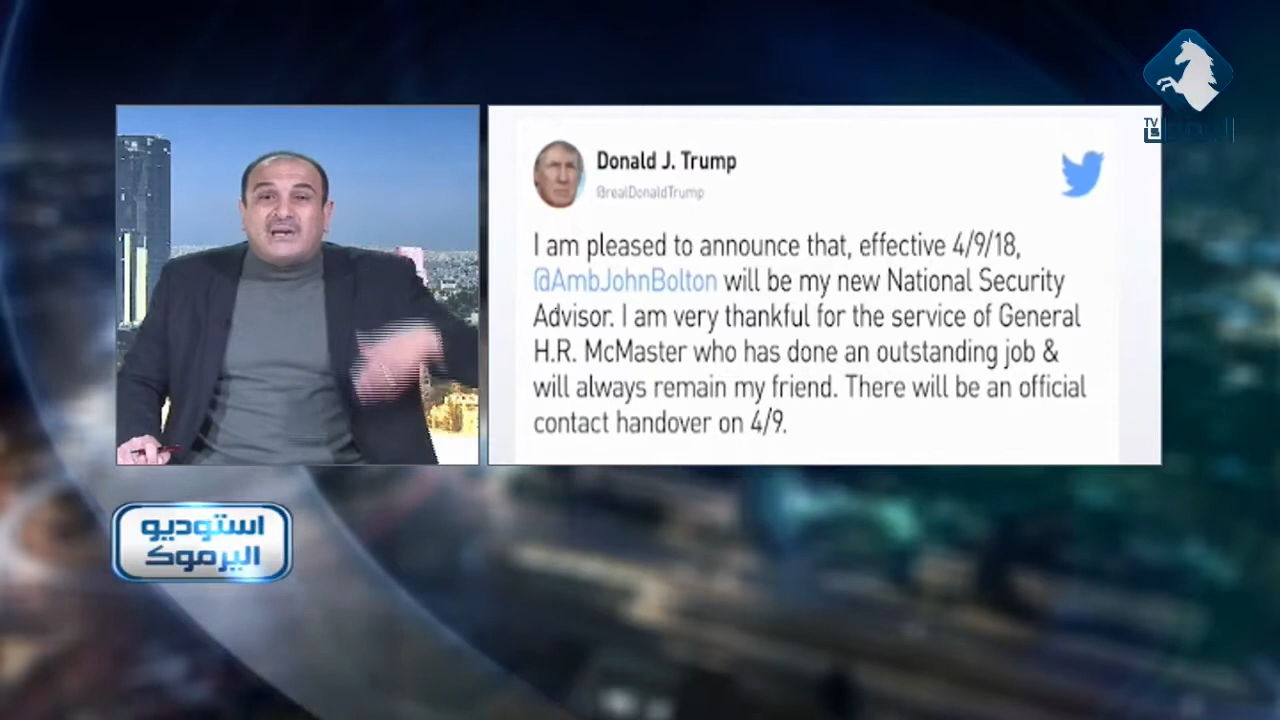 اليرموك
TV
Donald J. Trump
@realDonaldTrump
I am pleased to announce that, effective 4/9/18,
@AmbJohnBolton will be my new National Security
Advisor. I am very thankful for the service of General
H.R. McMaster who has done an outstanding job &
will always remain my friend. There will be an official
contact handover on 4/9.
استوديو
اليرموك